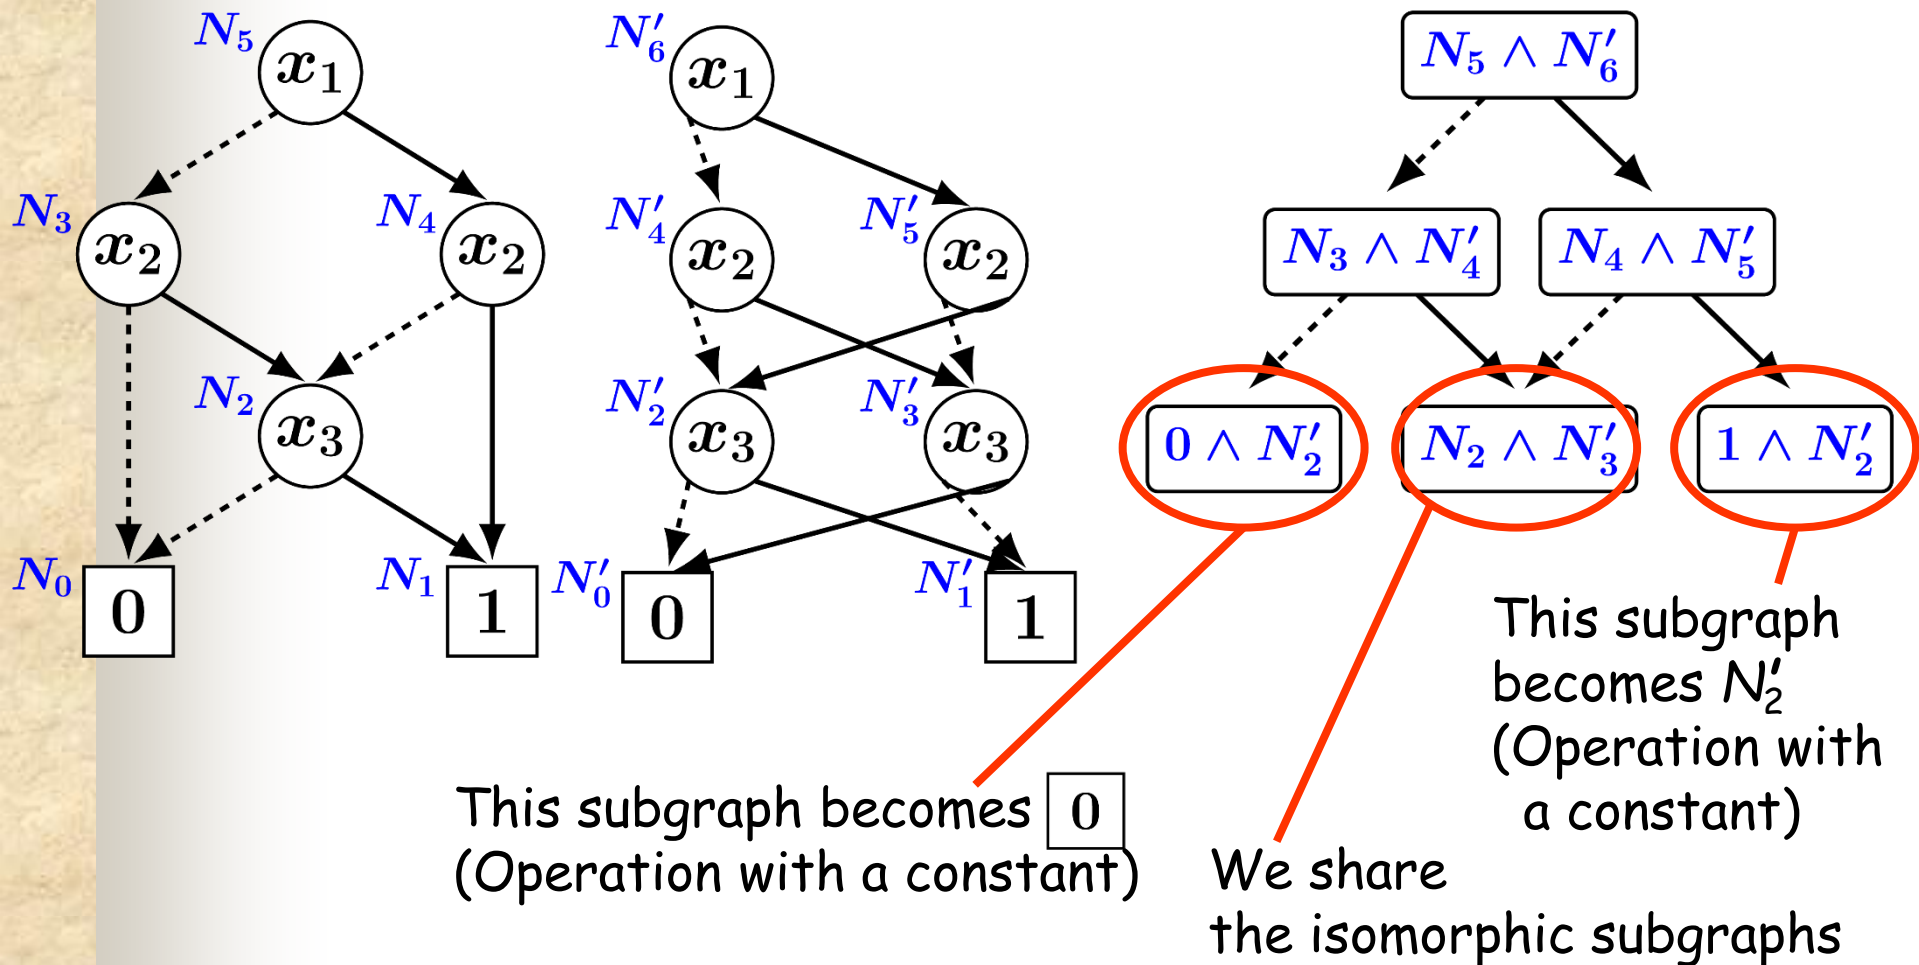 N₅ x₁
N₃ x₂ N₄ x₂
N₂ x₃
N₀ 0 N₁ 1
N′₆ x₁
N′₄ x₂ N′₅ x₂
N′₂ x₃ N′₃ x₃
N′₀ 0 N′₁ 1
N₅ ∧ N′₆
N₃ ∧ N′₄ N₄ ∧ N′₅
0 ∧ N′₂ N₂ ∧ N′₃ 1 ∧ N′₂
This subgraph becomes 0
(Operation with a constant)
We share
the isomorphic subgraphs
This subgraph
becomes N′₂
(Operation with
a constant)